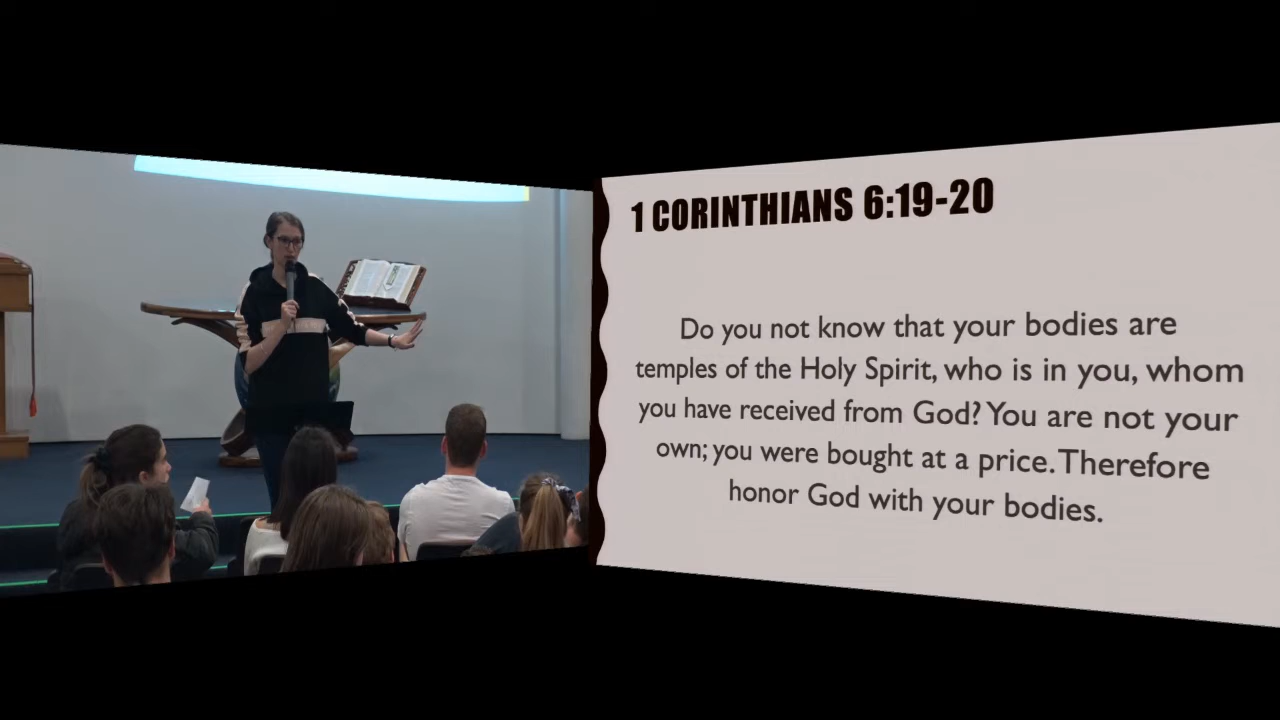 1 CORINTHIANS 6:19-20
Do you not know that your bodies are
temples of the Holy Spirit, who is in you, whom
you have received from God? You are not your
own; you were bought at a price. Therefore
honor God with your bodies.